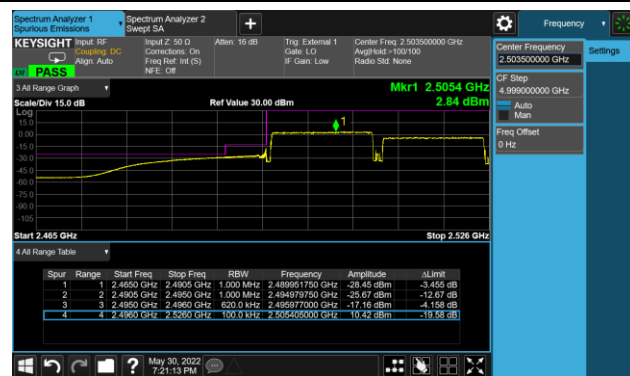 Spectrum Analyzer 1
Spurious Emissions
Spectrum Analyzer 2
Swept SA
Frequency
KEYSIGHT
Input: RF
Coupling: DC
Align: Auto
Input Z: 50 Ω
Corrections: On
Freq Ref: Int (S)
NFE: Off
Atten: 16 dB
Trig: External 1
Gate: LO
IF Gain: Low
Center Freq: 2.503500000 GHz
Avg|Hold:>100/100
Radio Std: None
PASS
Center Frequency
2.503500000 GHz
Settings
CF Step
4.999000000 GHz
Auto
Man
Freq Offset
0 Hz
3 All Range Graph
Mkr1 2.5054 GHz
Scale/Div 15.0 dB
Ref Value 30.00 dBm
2.84 dBm
Log
15.0
0.00
-15.0
-30.0
-45.0
-60.0
-75.0
-90.0
-105
1
Start 2.465 GHz
Stop 2.526 GHz
4 All Range Table
Spur Range Start Freq Stop Freq RBW Frequency Amplitude ΔLimit
1 1 2.4650 GHz 2.4905 GHz 1.000 MHz 2.489951750 GHz -28.45 dBm -3.455 dB
2 2 2.4905 GHz 2.4950 GHz 1.000 MHz 2.494979750 GHz -25.67 dBm -12.67 dB
3 3 2.4950 GHz 2.4960 GHz 620.0 kHz 2.495977000 GHz -17.16 dBm -4.158 dB
4 4 2.4960 GHz 2.5260 GHz 100.0 kHz 2.505405000 GHz 10.42 dBm -19.58 dB
May 30, 2022
7:21:13 PM